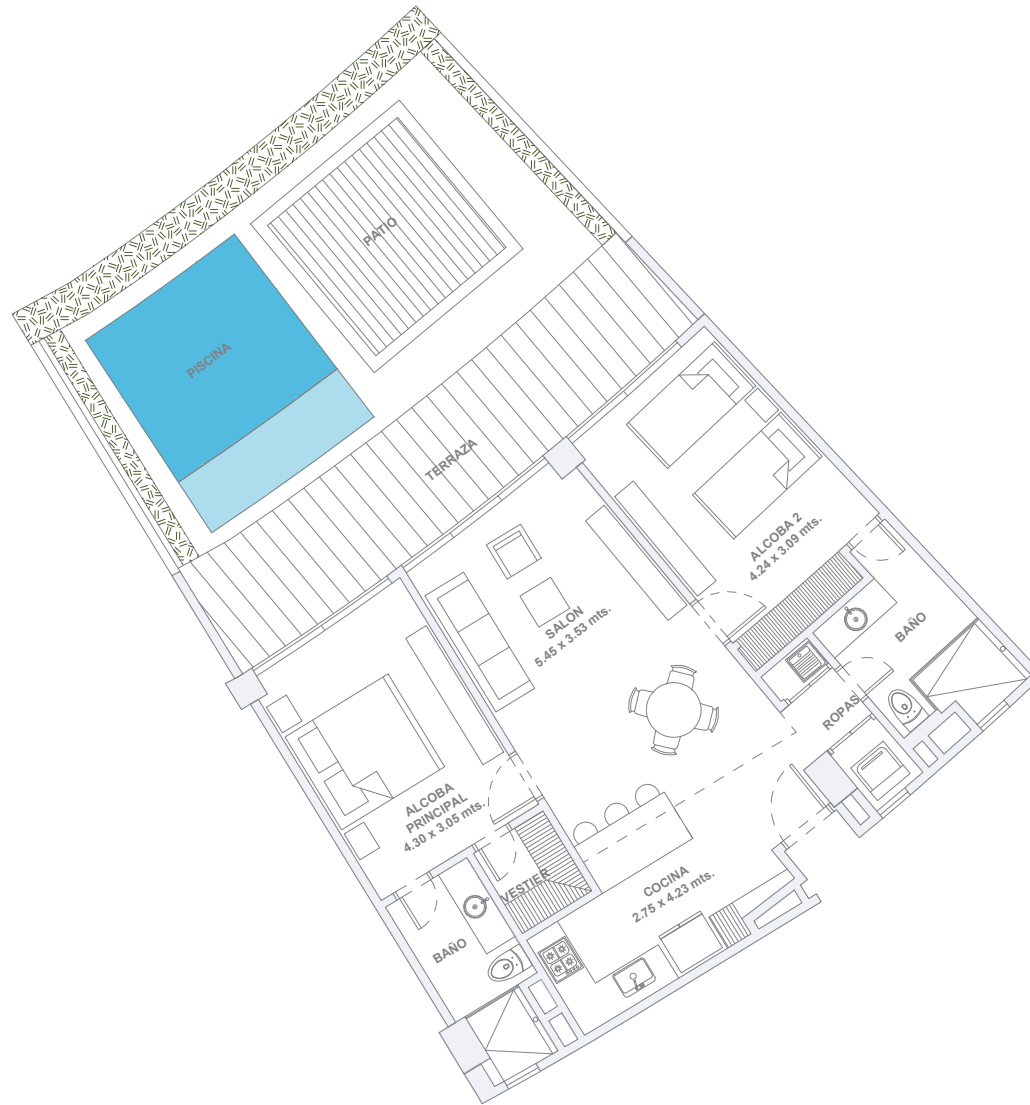 PATIO
PISCINA
TERRAZA
ALCOBA 2
4.24 x 3.09 mts.
SALON
5.45 x 3.53 mts.
BAÑO
ROPAS
ALCOBA
PRINCIPAL
4.30 x 3.05 mts.
VESTIER
COCINA
2.75 x 4.23 mts.
BAÑO